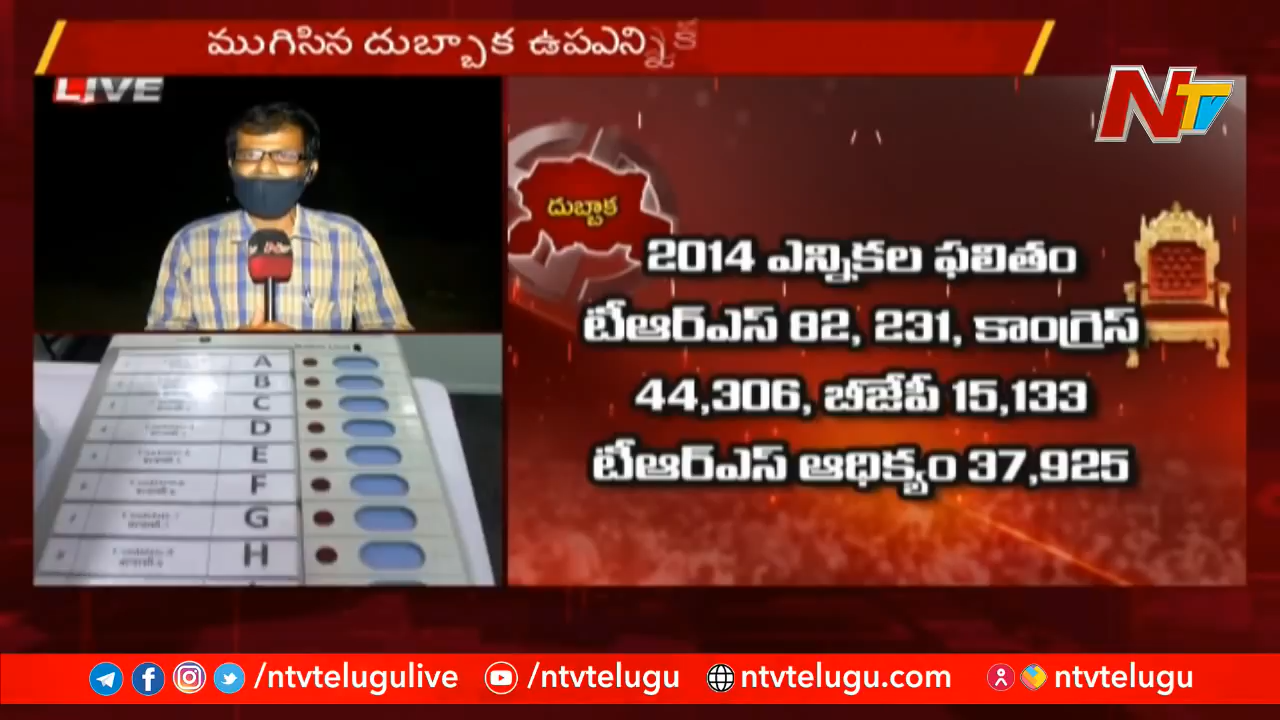 ముగిసిన దుబ్బాక ఉపఎన్నిక
LIVE
NTV
దుబ్బాక
2014 ఎన్నికల ఫలితం
టీఆర్ఎస్ 82, 231, కాంగ్రెస్
44,306, బీజేపీ 15,133
టీఆర్ఎస్ ఆధిక్యం 37,925
A
B
C
D
E
F
G
H
/ntvtelugulive /ntvtelugu ntvtelugu.com ntvtelugu